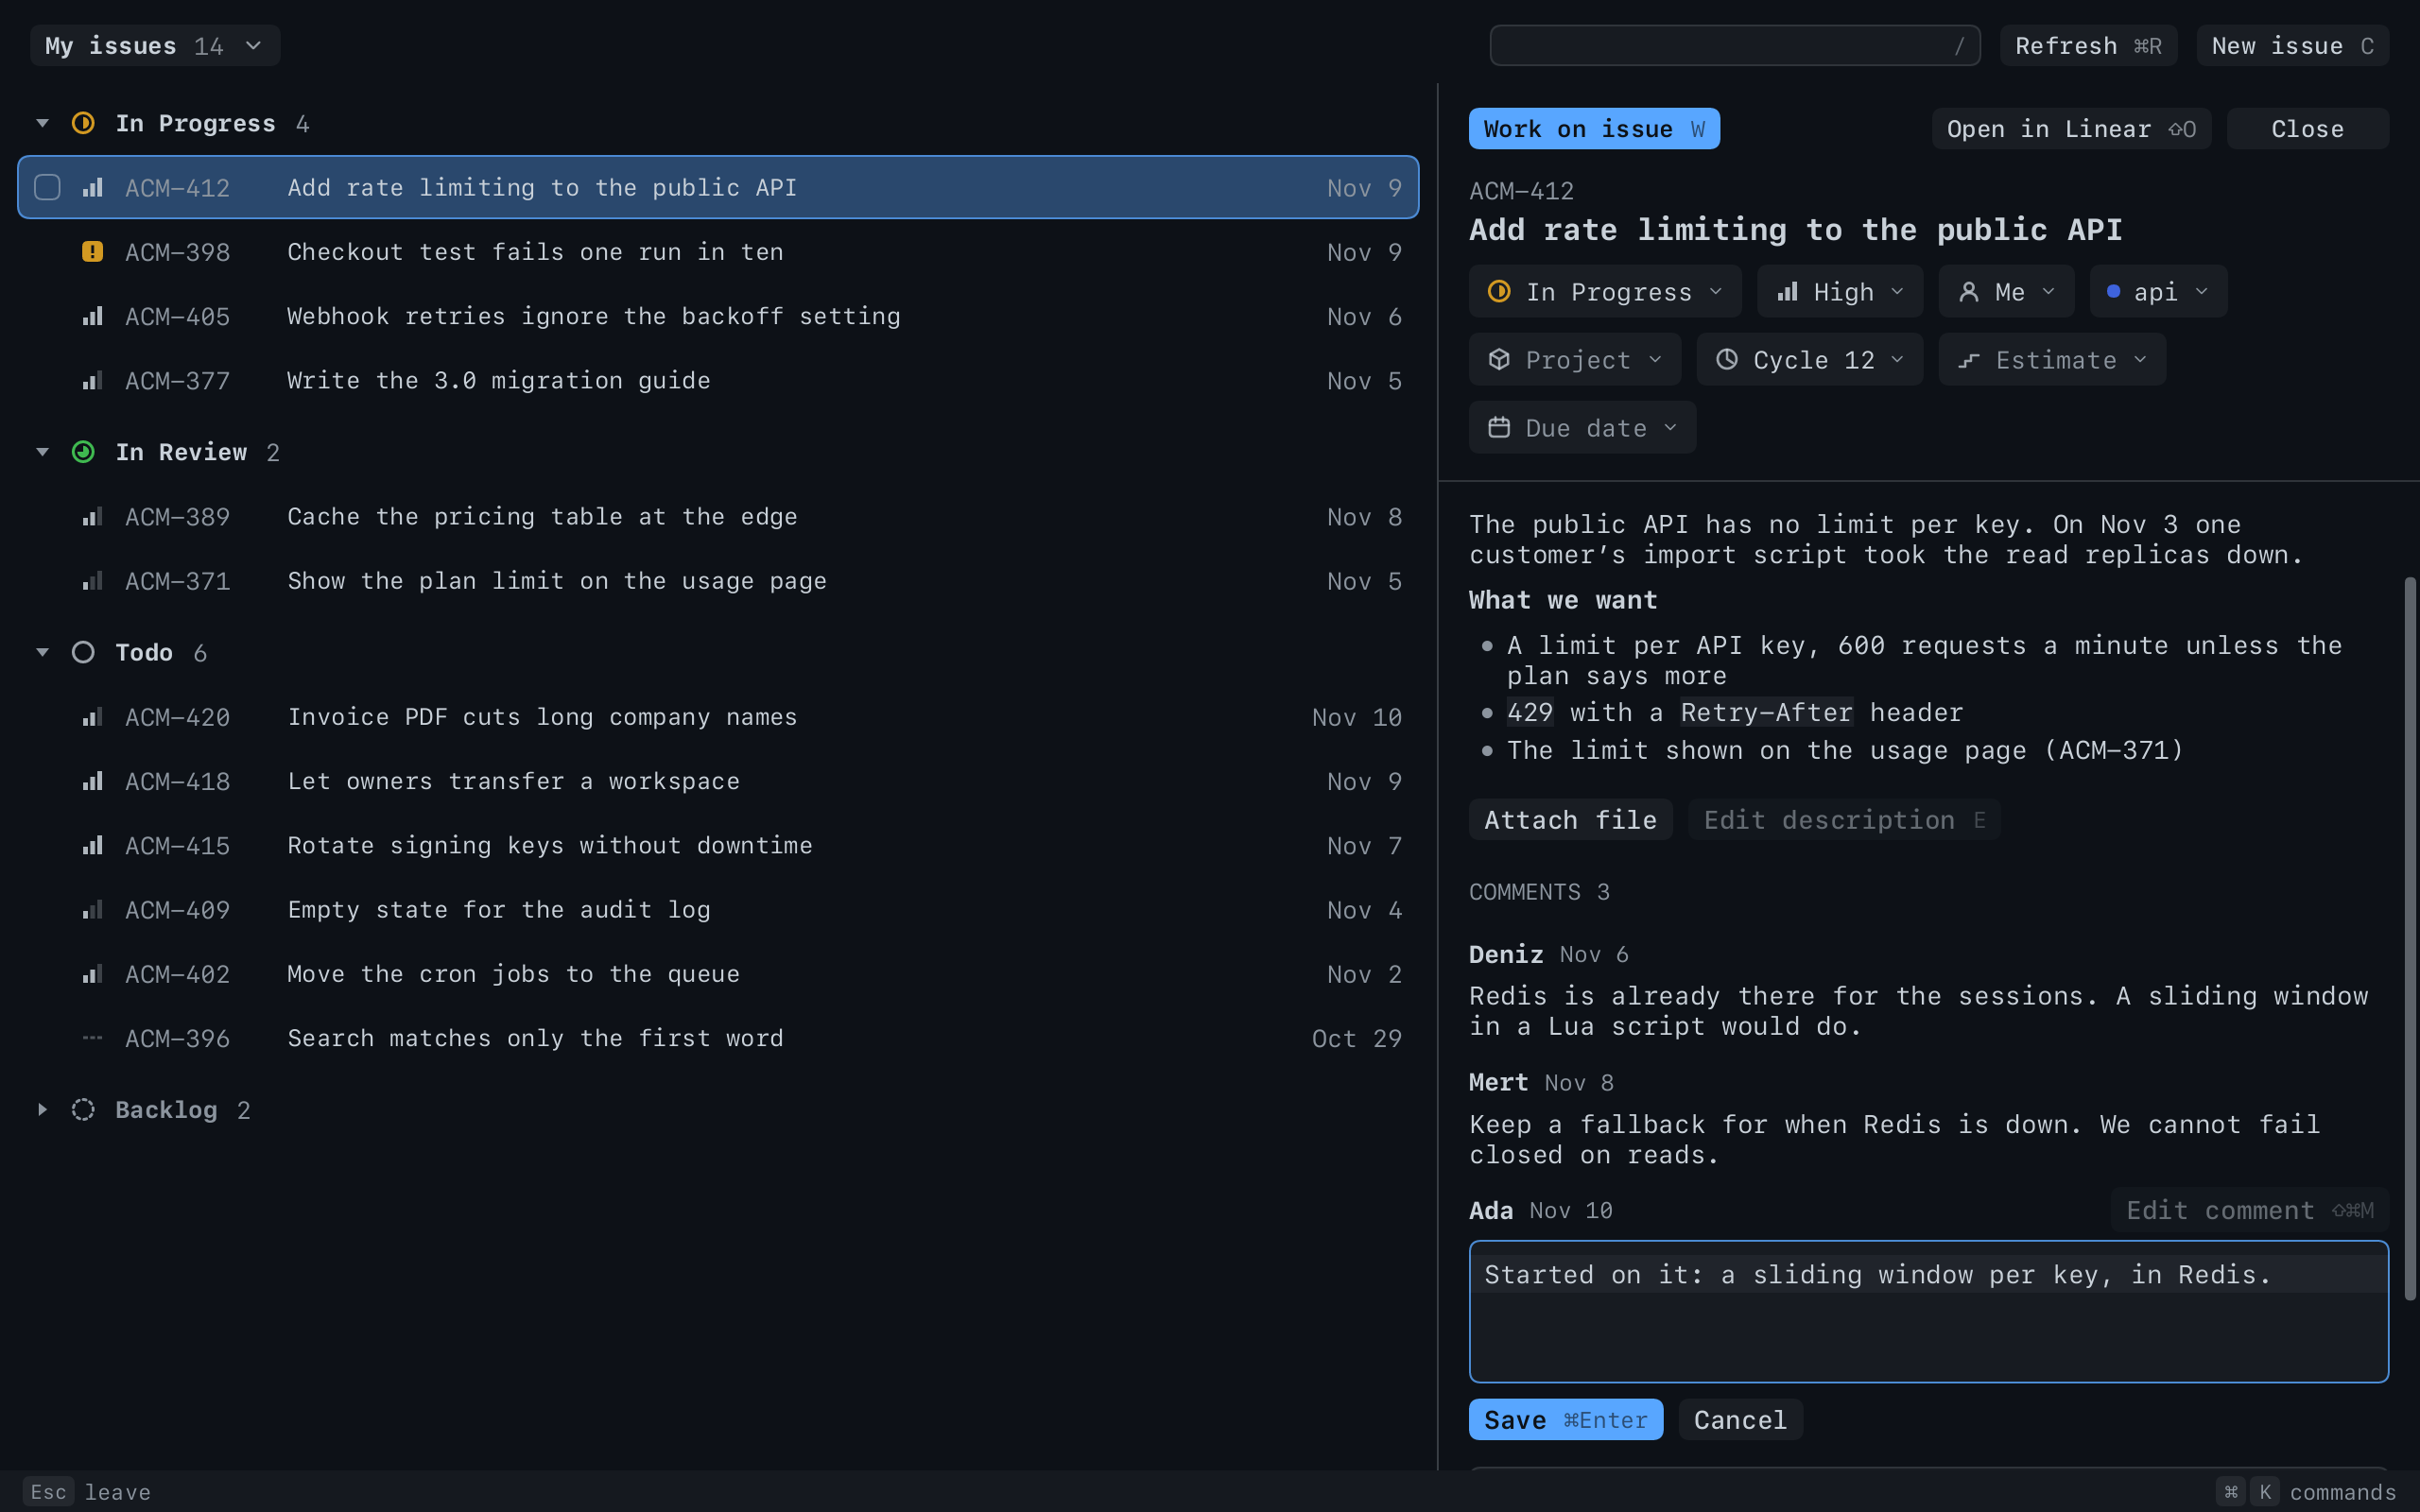 My issues 14
/
Refresh ⌘R
New issue C
In Progress 4
ACM-412 Add rate limiting to the public API Nov 9
ACM-398 Checkout test fails one run in ten Nov 9
ACM-405 Webhook retries ignore the backoff setting Nov 6
ACM-377 Write the 3.0 migration guide Nov 5
In Review 2
ACM-389 Cache the pricing table at the edge Nov 8
ACM-371 Show the plan limit on the usage page Nov 5
Todo 6
ACM-420 Invoice PDF cuts long company names Nov 10
ACM-418 Let owners transfer a workspace Nov 9
ACM-415 Rotate signing keys without downtime Nov 7
ACM-409 Empty state for the audit log Nov 4
ACM-402 Move the cron jobs to the queue Nov 2
ACM-396 Search matches only the first word Oct 29
Backlog 2
Work on issue W
Open in Linear ⇧O
Close
ACM-412
Add rate limiting to the public API
In Progress High Me api
Project Cycle 12 Estimate
Due date
The public API has no limit per key. On Nov 3 one
customer’s import script took the read replicas down.
What we want
• A limit per API key, 600 requests a minute unless the
plan says more
• 429 with a Retry-After header
• The limit shown on the usage page (ACM-371)
Attach file Edit description E
COMMENTS 3
Deniz Nov 6
Redis is already there for the sessions. A sliding window
in a Lua script would do.
Mert Nov 8
Keep a fallback for when Redis is down. We cannot fail
closed on reads.
Ada Nov 10 Edit comment ⇧⌘M
Started on it: a sliding window per key, in Redis.
Save ⌘Enter Cancel
Esc leave
⌘ K commands